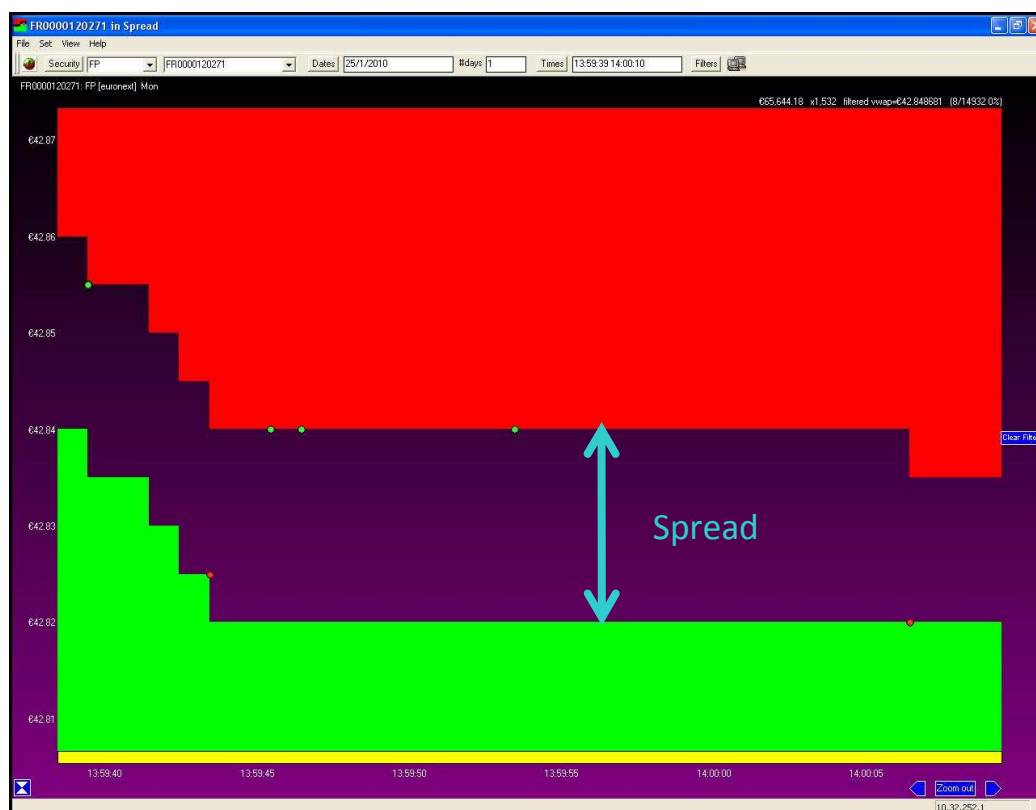 FR0000120271 in Spread
File Set View Help
Security FP FR0000120271 Dates 25/1/2010 #days 1 Times 13:59:39 14:00:10 Filters
FR0000120271: FP [euronext] Mon
€65,644.18 x1,532 filtered vwap=€42.848681 (8/14932 0%)
€42.87
€42.86
€42.85
€42.84
Clear Filte
€42.83
Spread
€42.82
€42.81
13:59:40 13:59:45 13:59:50 13:59:55 14:00:00 14:00:05
Zoom out
10.32.252.1